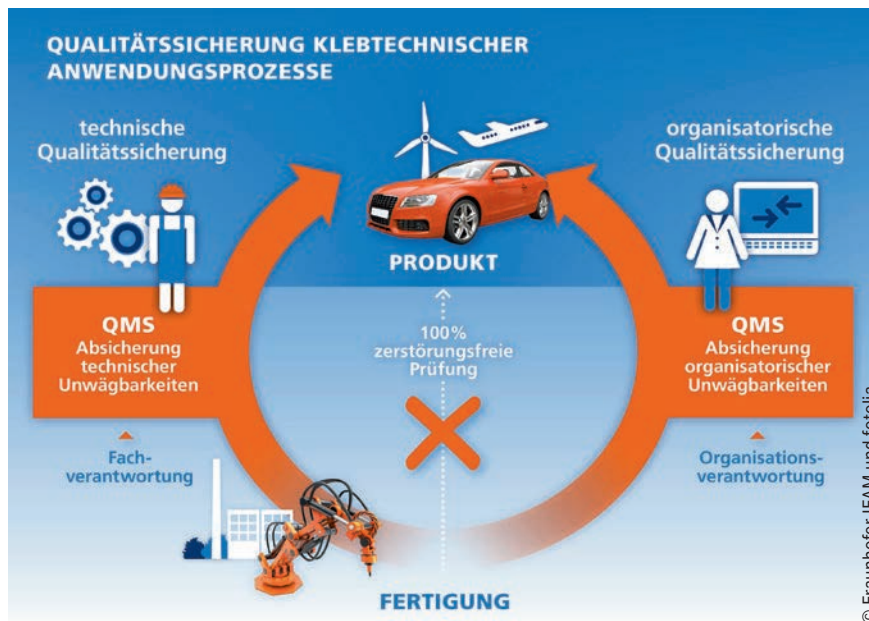 QUALITÄTSSICHERUNG KLEBTECHNISCHER
ANWENDUNGSPROZESSE
technische
Qualitätssicherung
organisatorische
Qualitätssicherung
PRODUKT
QMS
Absicherung
technischer
Unwägbarkeiten
100%
zerstörungsfreie
Prüfung
QMS
Absicherung
organisatorischer
Unwägbarkeiten
Fach-
verantwortung
Organisations-
verantwortung
FERTIGUNG
© Fraunhofer IFAM und fotolia